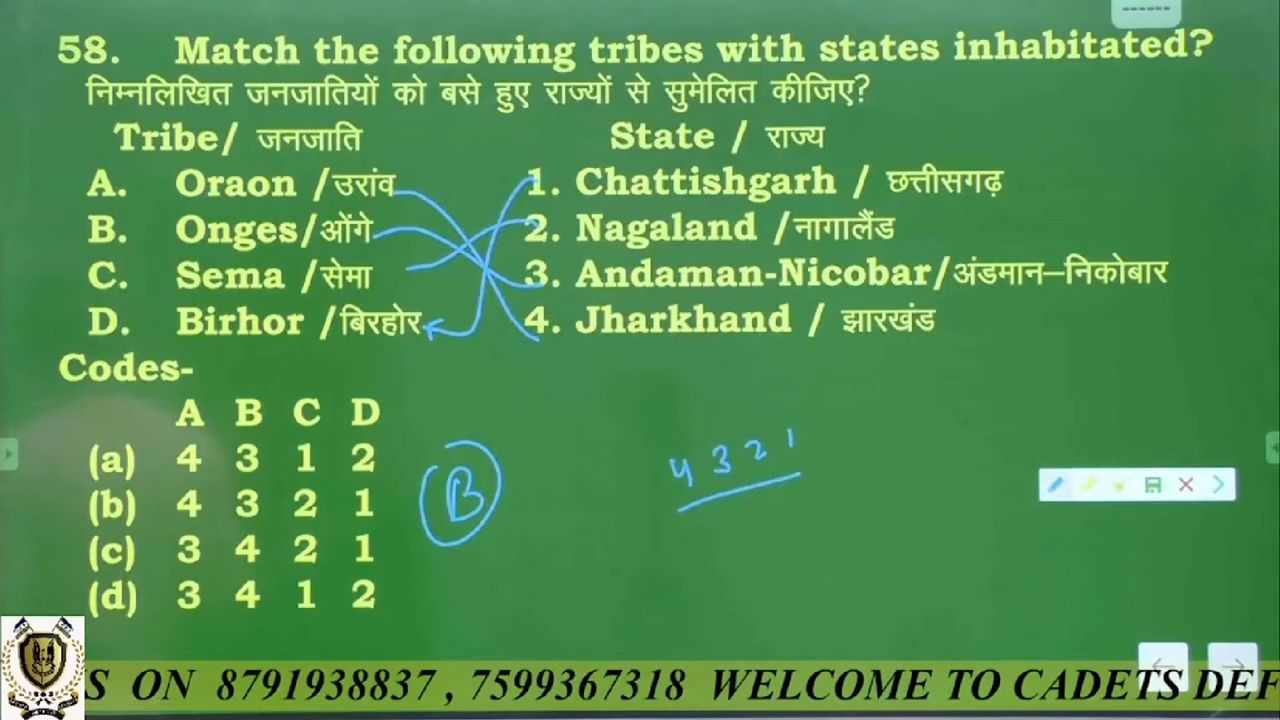 ------
58. Match the following tribes with states inhabitated?
निम्नलिखित जनजातियों को बसे हुए राज्यों से सुमेलित कीजिए?
Tribe/ जनजाति State / राज्य
A. Oraon /उरांव 1. Chattishgarh / छत्तीसगढ़
B. Onges/ओंगे 2. Nagaland /नागालैंड
C. Sema /सेमा 3. Andaman-Nicobar/अंडमान–निकोबार
D. Birhor /बिरहोर 4. Jharkhand / झारखंड
Codes-
A B C D
(a) 4 3 1 2
(b) 4 3 2 1
(c) 3 4 2 1
(d) 3 4 1 2
B
4 3 2 1
S ON 8791938837 , 7599367318 WELCOME TO CADETS DEF